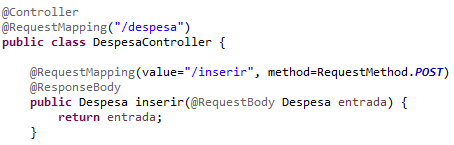 @Controller
@RequestMapping("/despesa")
public class DespesaController {
@RequestMapping(value="/inserir", method=RequestMethod.POST)
@ResponseBody
public Despesa inserir(@RequestBody Despesa entrada) {
return entrada;
}